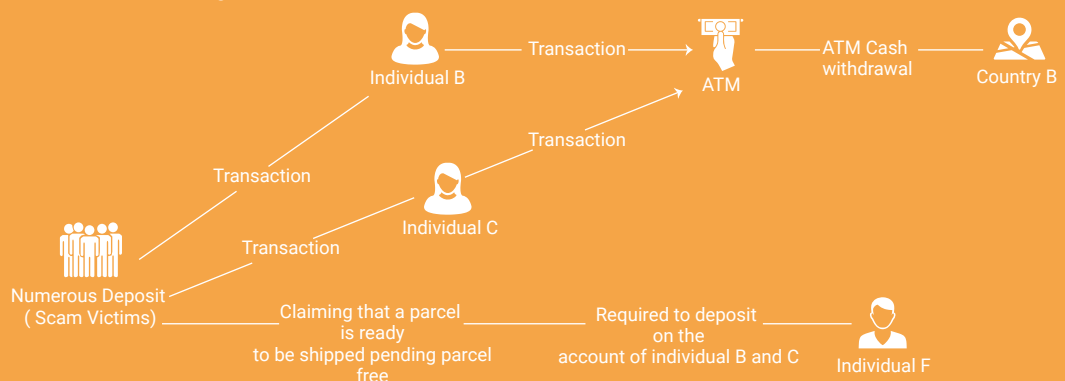 Individual B
Transaction
ATM
ATM Cash
withdrawal
Country B
Transaction
Transaction
Individual C
Transaction
Numerous Deposit
( Scam Victims)
Claiming that a parcel
is ready
to be shipped pending parcel
free
Required to deposit
on the
account of individual B and C
Individual F